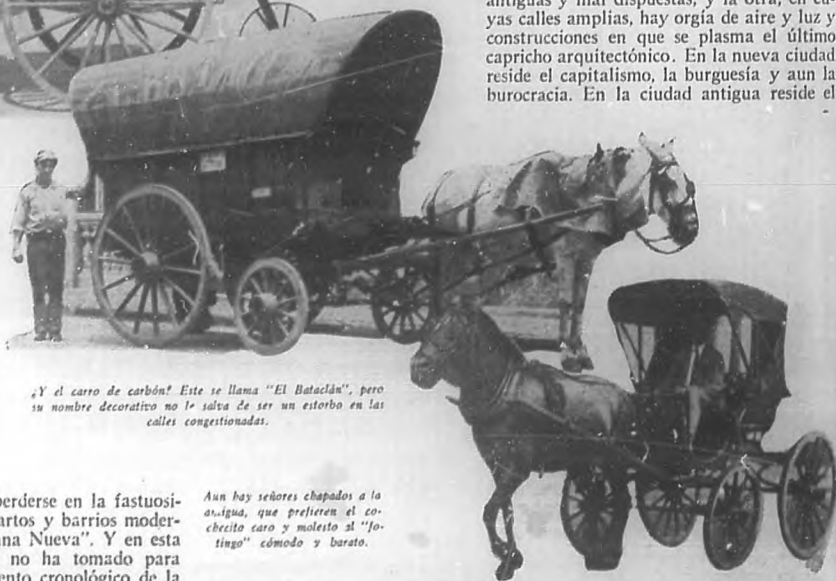 antiguas y mal dispuestas, y la otra, en cu-
yas calles amplias, hay orgía de aire y luz y
construcciones en que se plasma el último
capricho arquitectónico. En la nueva ciudad
reside el capitalismo, la burguesía y aun la
burocracia. En la ciudad antigua reside el
¿Y el carro de carbón? Este se llama "El Bataclán", pero
su nombre decorativo no le salva de ser un estorbo en las
calles congestionadas.
perderse en la fastuosi-
artos y barrios moder-
ana Nueva". Y en esta
no ha tomado para
ento cronológico de la
Aun hay señores chapados a la
antigua, que prefieren el co-
checito caro y molesto al "fo-
tingo" cómodo y barato.